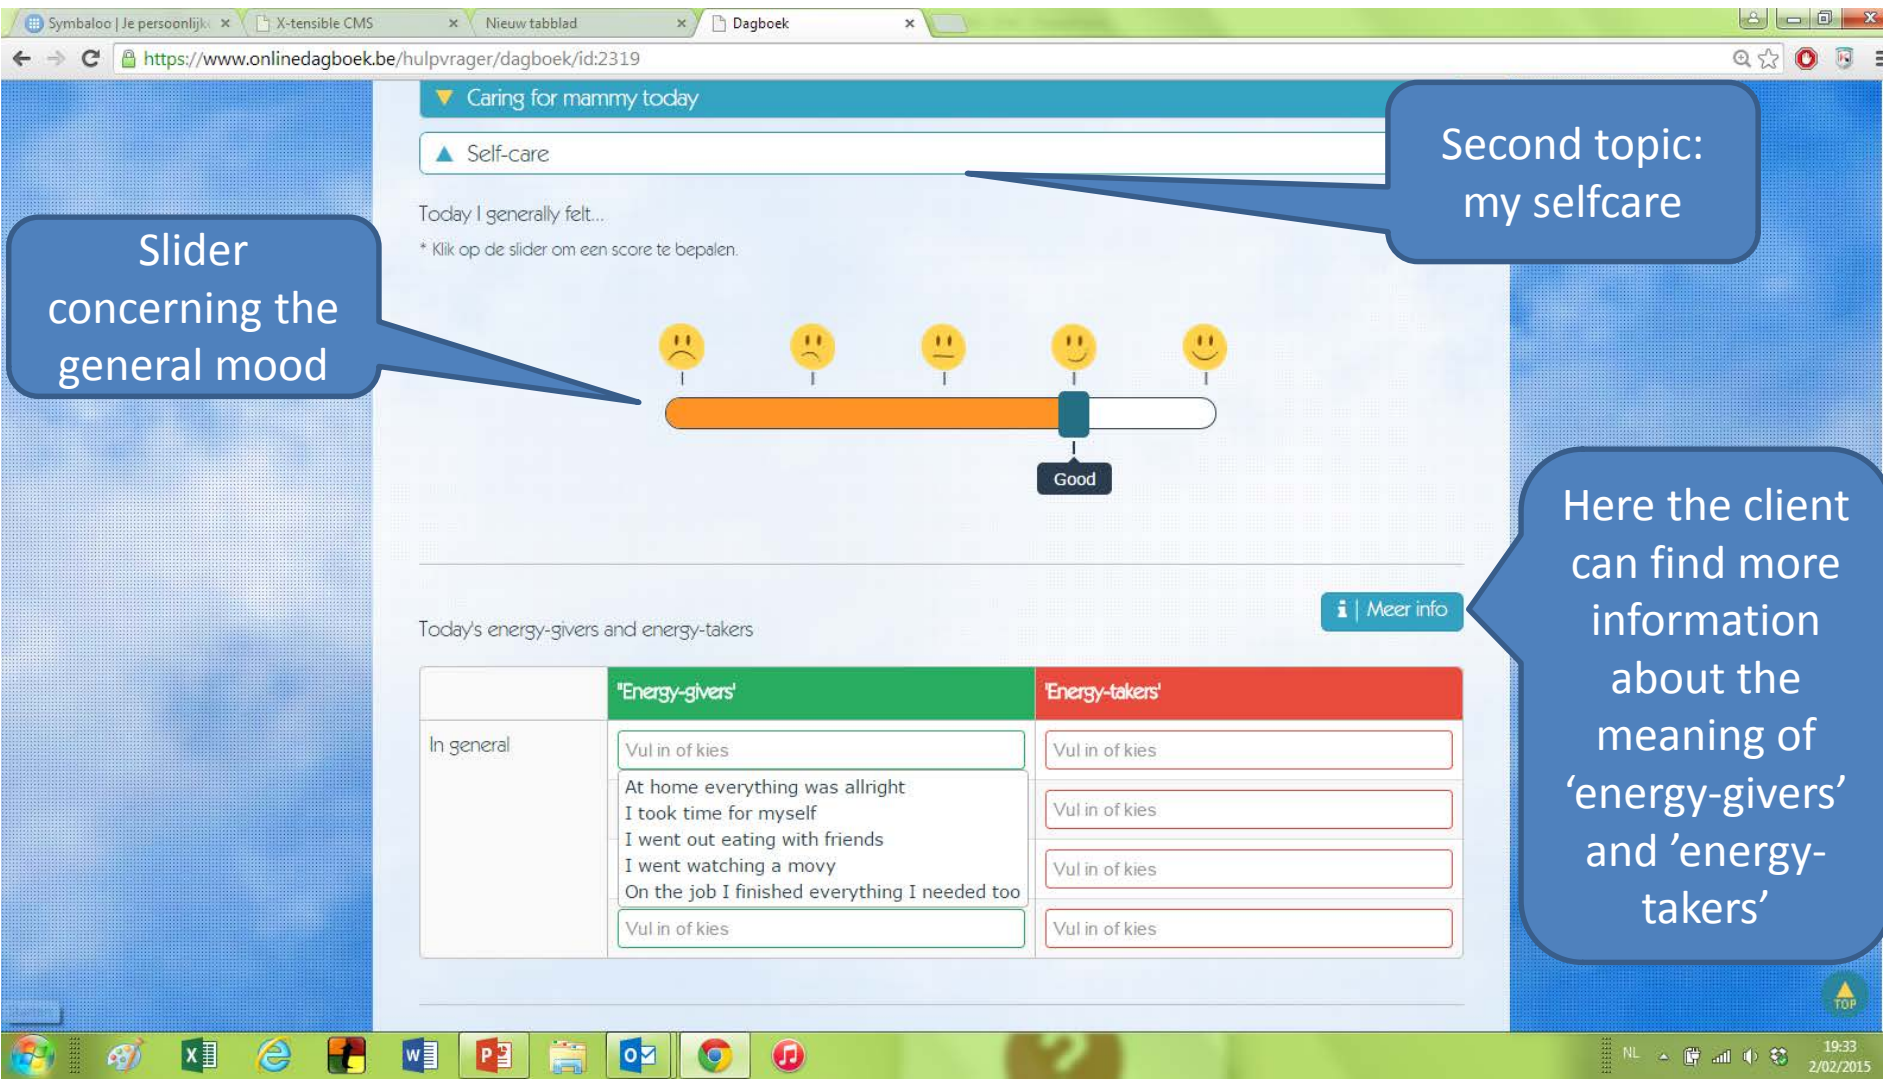 Symbaloo | Je persoonlijk
X-tensible CMS
Nieuw tabblad
Dagboek
https://www.onlinedagboek.be/hulpvrager/dagboek/id:2319
Caring for mammy today
Self-care
Second topic:
my selfcare
Today I generally felt...
* Klik op de slider om een score te bepalen.
Slider
concerning the
general mood
Good
Here the client
can find more
information
about the
meaning of
‘energy-givers’
and ’energy-
takers’
i | Meer info
Today's energy-givers and energy-takers
"Energy-givers'
'Energy-takers'
In general
Vul in of kies
Vul in of kies
At home everything was allright
I took time for myself
I went out eating with friends
I went watching a movy
On the job I finished everything I needed too
Vul in of kies
Vul in of kies
Vul in of kies
Vul in of kies
TOP
NL
19:33
2/02/2015